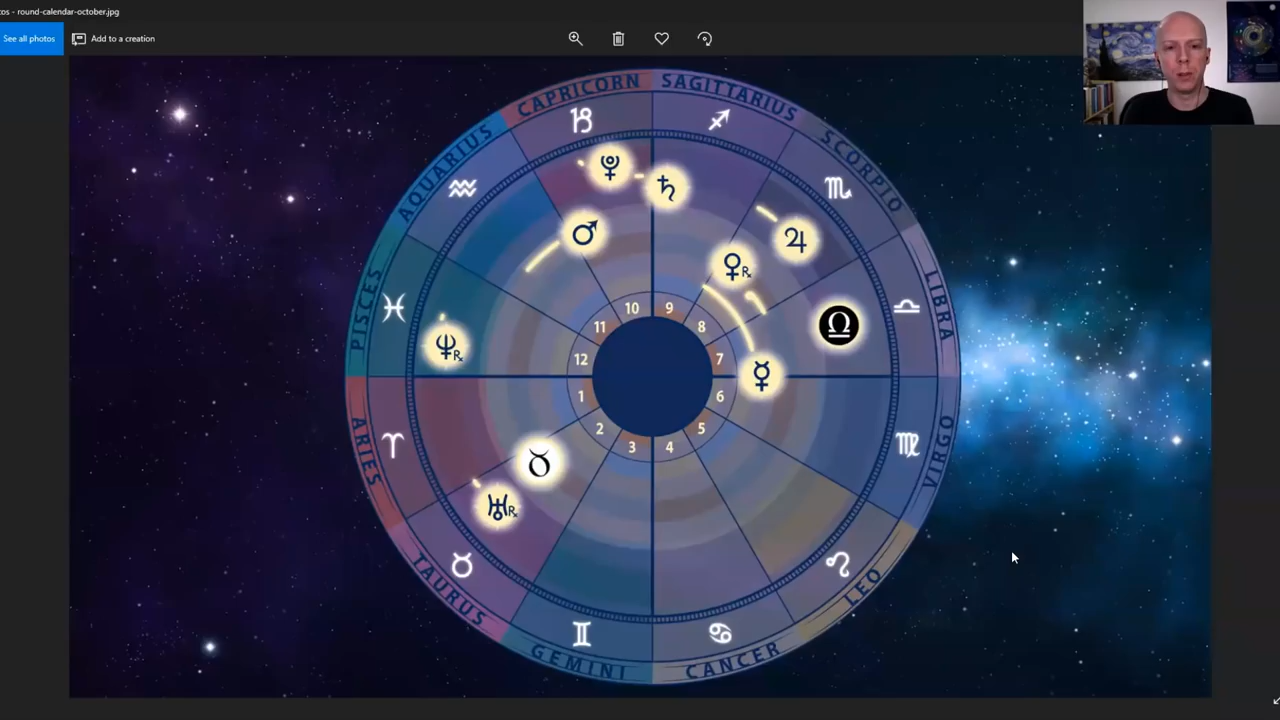 os - round-calendar-october.jpg
See all photos
Add to a creation
CAPRICORN
SAGITTARIUS
AQUARIUS
SCORPIO
PISCES
LIBRA
ARIES
VIRGO
TAURUS
LEO
GEMINI
CANCER
♑ ♐
♒ ♏
♓ ♎
♈ ♍
♉ ♌
♊ ♋
♇ ♄
♂ ♃
♀℞
♆℞ ♎
☿
♉
♅℞
10 9
11 8
12 7
1 6
2 5
3 4